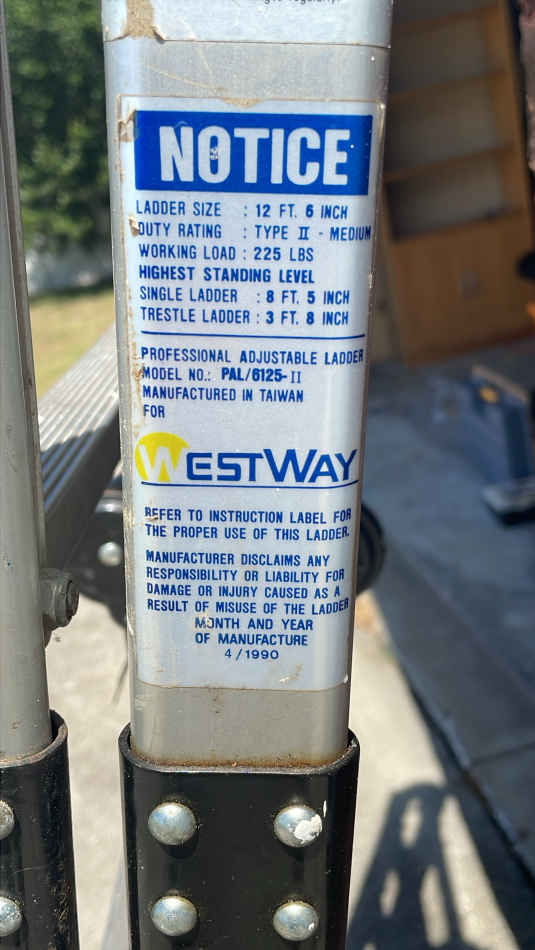 NOTICE
LADDER SIZE : 12 FT. 6 INCH
DUTY RATING : TYPE II - MEDIUM
WORKING LOAD : 225 LBS
HIGHEST STANDING LEVEL
SINGLE LADDER : 8 FT. 5 INCH
TRESTLE LADDER : 3 FT. 8 INCH
PROFESSIONAL ADJUSTABLE LADDER
MODEL NO.: PAL/6125-II
MANUFACTURED IN TAIWAN
FOR
WESTWAY
REFER TO INSTRUCTION LABEL FOR
THE PROPER USE OF THIS LADDER.
MANUFACTURER DISCLAIMS ANY
RESPONSIBILITY OR LIABILITY FOR
DAMAGE OR INJURY CAUSED AS A
RESULT OF MISUSE OF THE LADDER
MONTH AND YEAR
OF MANUFACTURE
4/1990